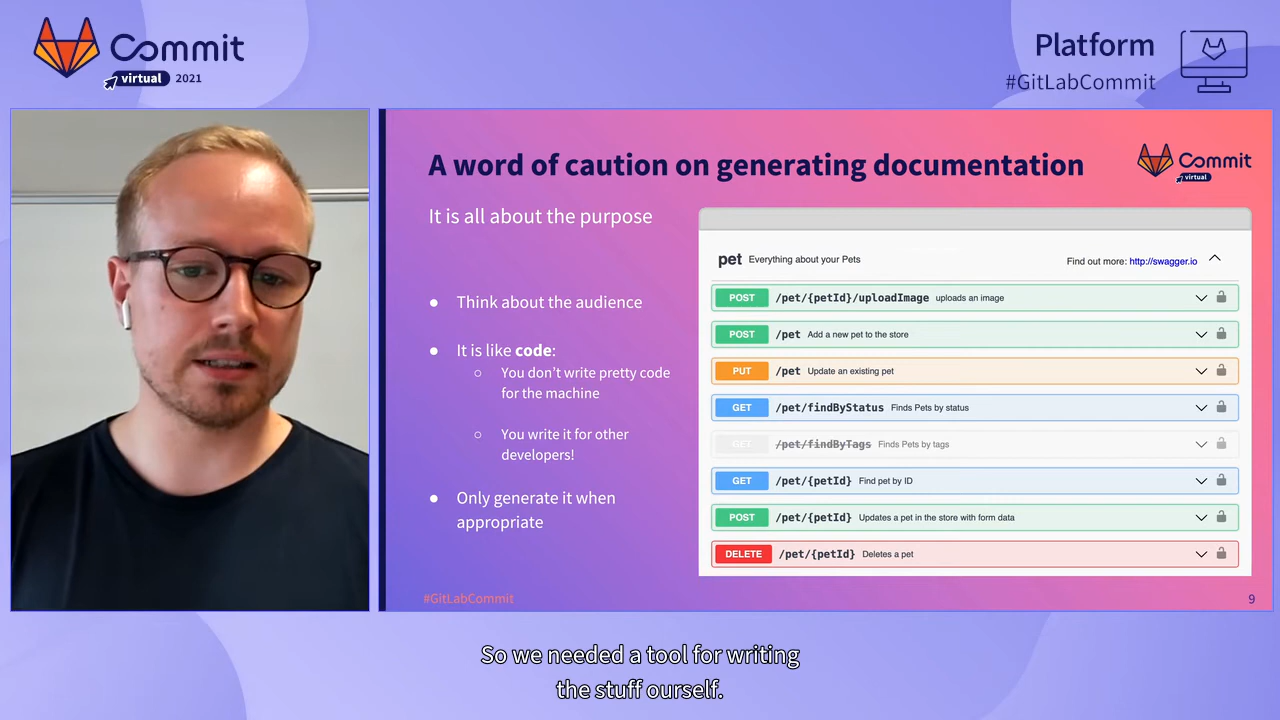 Commit
virtual 2021
Platform
#GitLabCommit
A word of caution on generating documentation
Commit
virtual
It is all about the purpose
● Think about the audience
● It is like code:
○ You don’t write pretty code
for the machine
○ You write it for other
developers!
● Only generate it when
appropriate
pet Everything about your Pets Find out more: http://swagger.io
POST /pet/{petId}/uploadImage uploads an image
POST /pet Add a new pet to the store
PUT /pet Update an existing pet
GET /pet/findByStatus Finds Pets by status
GET /pet/findByTags Finds Pets by tags
GET /pet/{petId} Find pet by ID
POST /pet/{petId} Updates a pet in the store with form data
DELETE /pet/{petId} Deletes a pet
#GitLabCommit 9
So we needed a tool for writing
the stuff ourself.